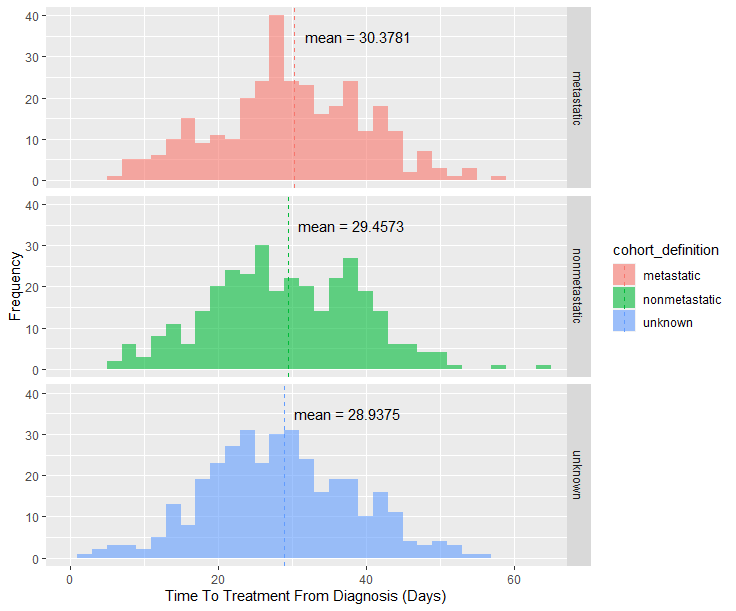 40
30
20
10
0
mean = 30.3781
metastatic
40
30
20
10
0
mean = 29.4573
nonmetastatic
40
30
20
10
0
mean = 28.9375
unknown
Frequency
0
20
40
60
Time To Treatment From Diagnosis (Days)
cohort_definition
metastatic
nonmetastatic
unknown